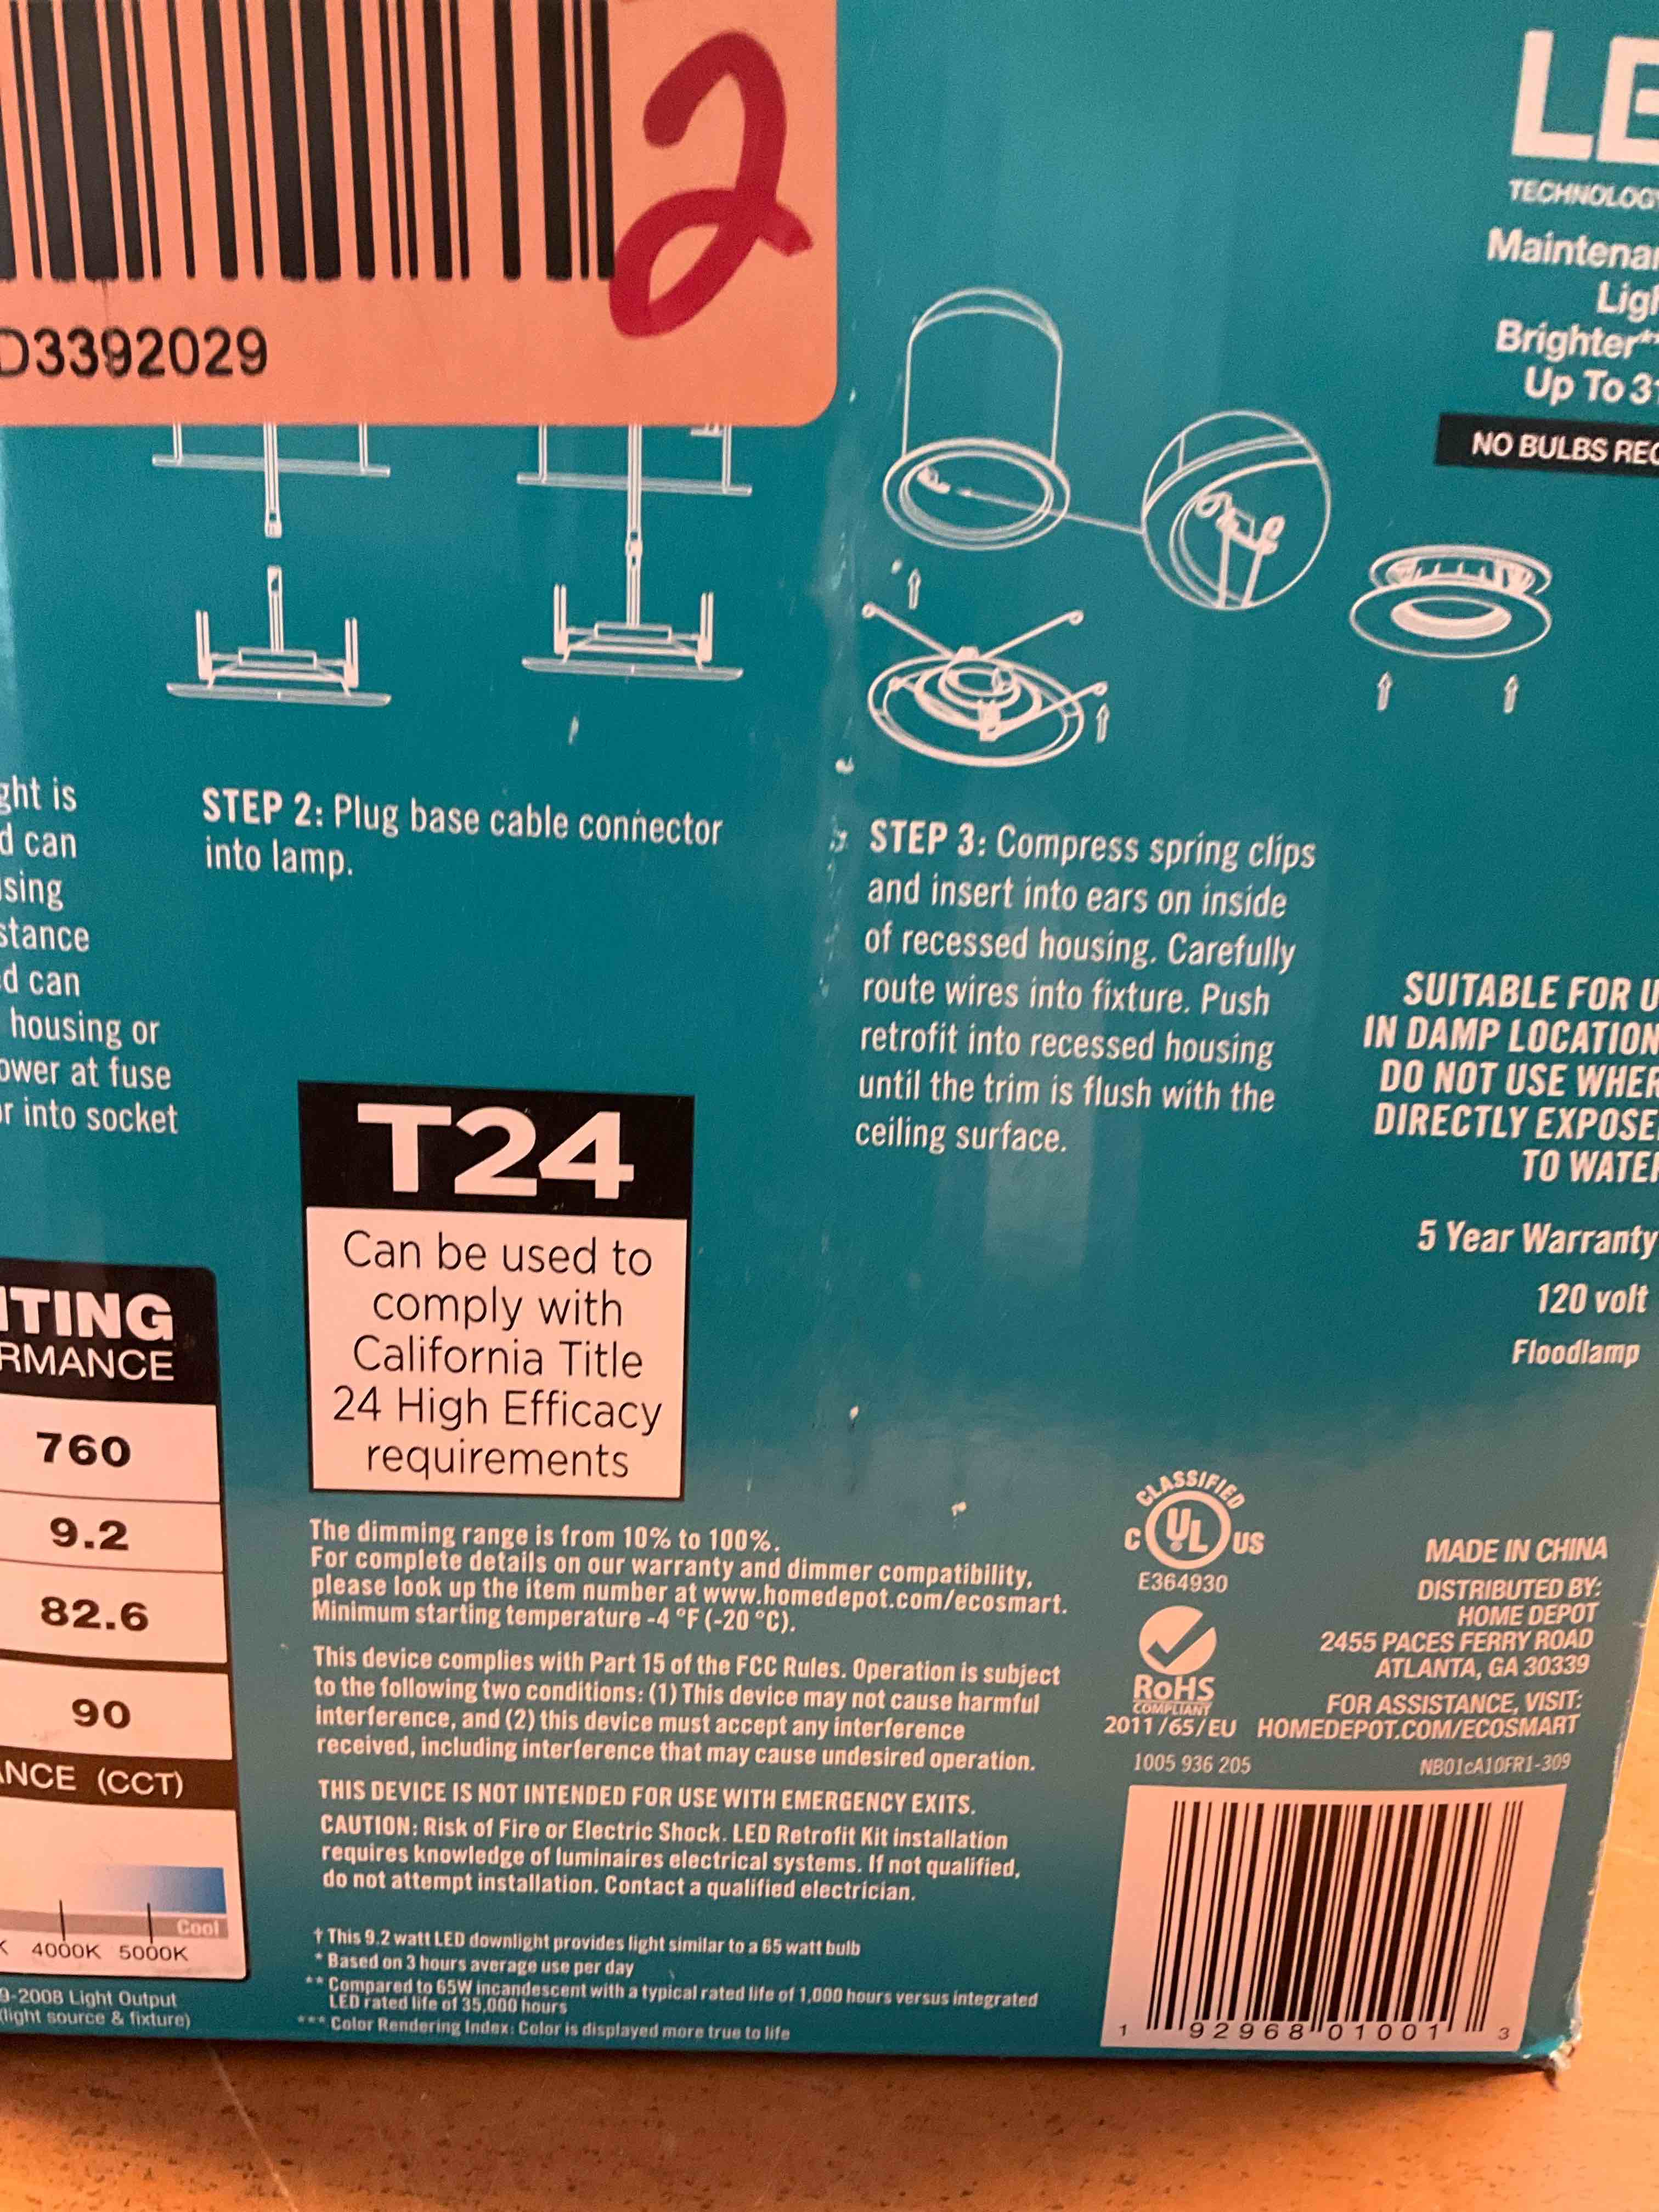 2
D3392029
LE
TECHNOLOGY
Brighter**
Up To 3
NO BULBS
ght is
d can
sing
stance
d can
housing or
ower at fuse
r into socket
STEP 2: Plug base cable connector
into lamp.
STEP 3: Compress spring clips
and insert into ears on inside
of recessed housing. Carefully
route wires into fixture. Push
retrofit into recessed housing
until the trim is flush with the
ceiling surface.
SUITABLE FOR U
IN DAMP LOCATION
DO NOT USE WHER
DIRECTLY EXPOSE
TO WATER
5 Year Warranty
120 volt
Floodlamp
T24
Can be used to
comply with
California Title
24 High Efficacy
requirements
TING
RMANCE
760
9.2
82.6
90
NCE (CCT)
Cool
K 4000K 5000K
9-2008 Light Output
(light source & fixture)
The dimming range is from 10% to 100%.
For complete details on our warranty and dimmer compatibility,
please look up the item number at www.homedepot.com/ecosmart.
Minimum starting temperature -4 °F (-20 °C).
This device complies with Part 15 of the FCC Rules. Operation is subject
to the following two conditions: (1) This device may not cause harmful
interference, and (2) this device must accept any interference
received, including interference that may cause undesired operation.
THIS DEVICE IS NOT INTENDED FOR USE WITH EMERGENCY EXITS.
CAUTION: Risk of Fire or Electric Shock. LED Retrofit Kit installation
requires knowledge of luminaires electrical systems. If not qualified,
do not attempt installation. Contact a qualified electrician.
† This 9.2 watt LED downlight provides light similar to a 65 watt bulb
* Based on 3 hours average use per day
** Compared to 65W incandescent with a typical rated life of 1,000 hours versus integrated
LED rated life of 35,000 hours
*** Color Rendering Index: Color is displayed more true to life
CLASSIFIED
C UL US
E364930
RoHS
COMPLIANT
2011/65/EU
1005 936 205
MADE IN CHINA
DISTRIBUTED BY:
HOME DEPOT
2455 PACES FERRY ROAD
ATLANTA, GA 30339
FOR ASSISTANCE, VISIT:
HOMEDEPOT.COM/ECOSMART
NB01cA10FR1-309
1 92968 01001 3